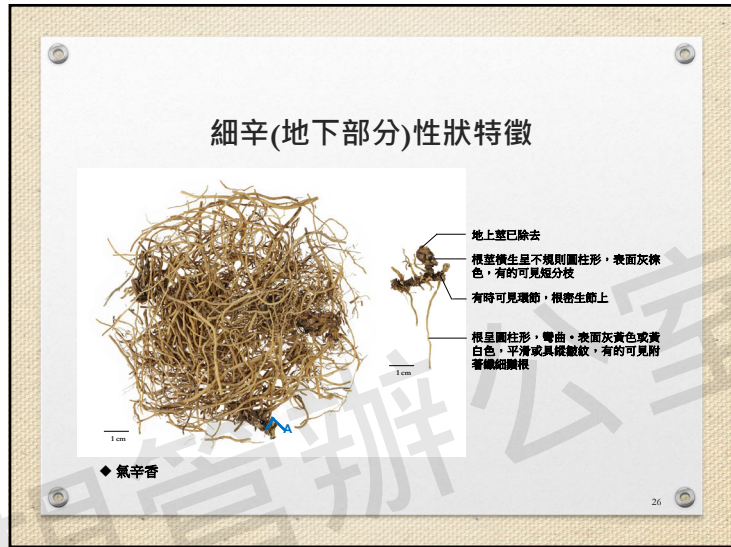 細辛(地下部分)性狀特徵
地上莖已除去
根莖橫生呈不規則圓柱形，表面灰棕
色，有的可見短分枝
有時可見環節，根密生節上
根呈圓柱形，彎曲。表面灰黃色或黃
白色，平滑或具縱皺紋，有的可見附
著纖細鬚根
1 cm
1 cm
A
◆ 氣辛香
26
管辦公室